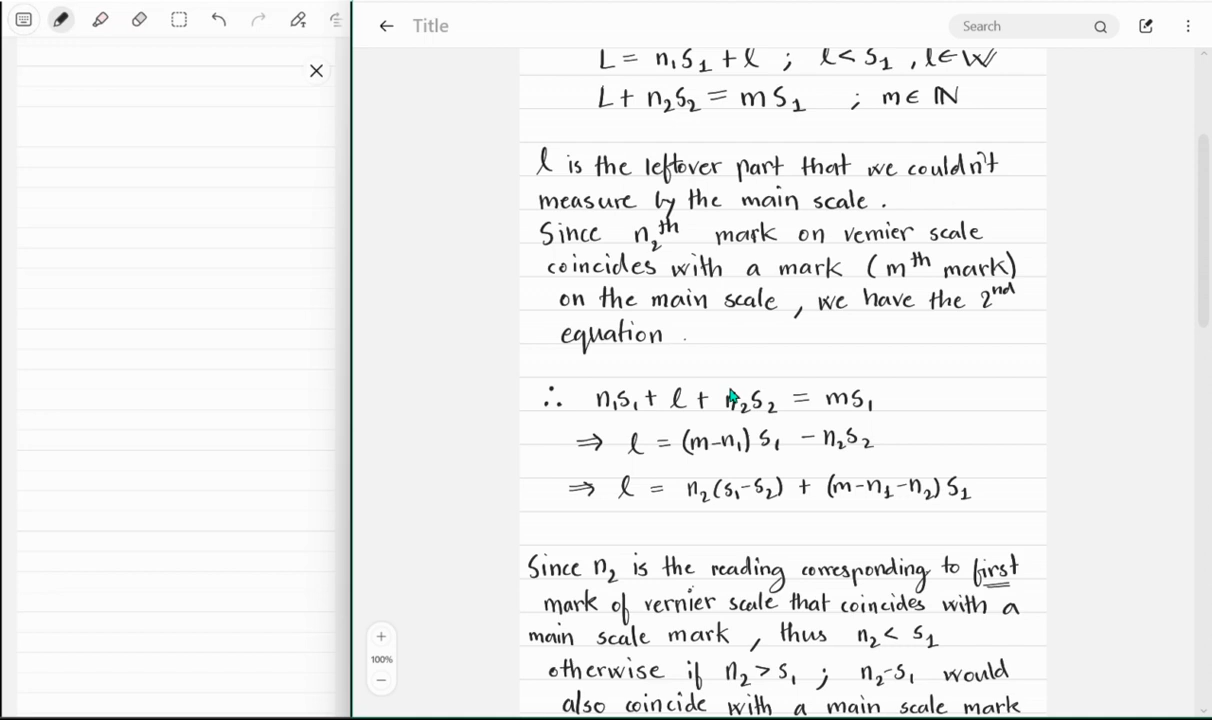 Title
Search
L = n₁S₁ + l ; l < S₁ , l ∈ W
L + n₂S₂ = m S₁ ; m ∈ ℕ
l is the leftover part that we couldn't
measure by the main scale .
Since n₂ᵗʰ mark on vernier scale
coincides with a mark (mᵗʰ mark)
on the main scale , we have the 2ⁿᵈ
equation .
∴ n₁s₁ + l + n₂s₂ = ms₁
⇒ l = (m-n₁) s₁ - n₂s₂
⇒ l = n₂(s₁-s₂) + (m-n₁-n₂) s₁
Since n₂ is the reading corresponding to first
mark of vernier scale that coincides with a
main scale mark , thus n₂ < s₁
otherwise if n₂ > s₁ ; n₂-s₁ would
also coincide with a main scale mark
100%